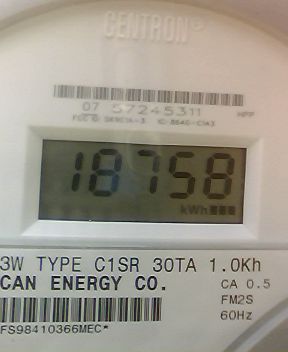 CENTRON®
07 57245311
18758
kWh
3W TYPE C1SR 30TA 1.0Kh
CAN ENERGY CO.
CA 0.5
FM2S
60Hz
FS98410366MEC*